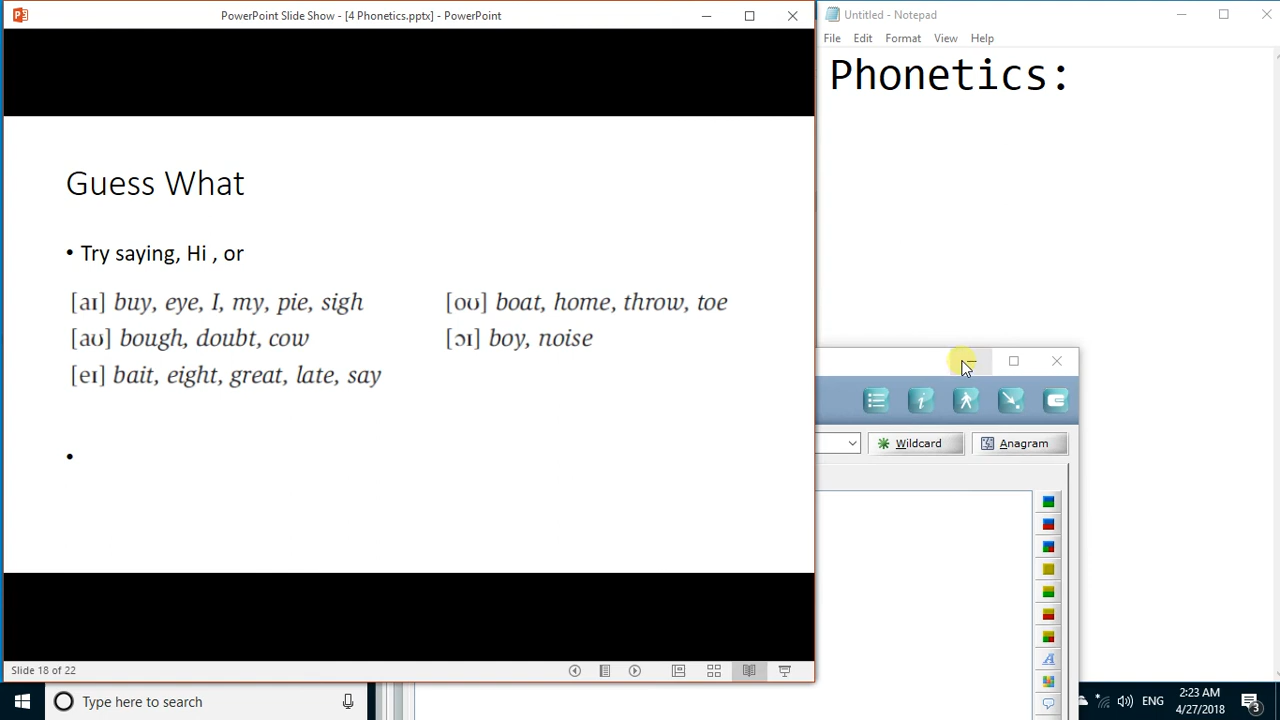 PowerPoint Slide Show - [4 Phonetics.pptx] - PowerPoint
Untitled - Notepad
File Edit Format View Help
Phonetics:
Guess What
• Try saying, Hi , or
[aɪ] buy, eye, I, my, pie, sigh
[oʊ] boat, home, throw, toe
[aʊ] bough, doubt, cow
[ɔɪ] boy, noise
[eɪ] bait, eight, great, late, say
•
Wildcard
Anagram
Slide 18 of 22
Type here to search
ENG
2:23 AM
4/27/2018
3